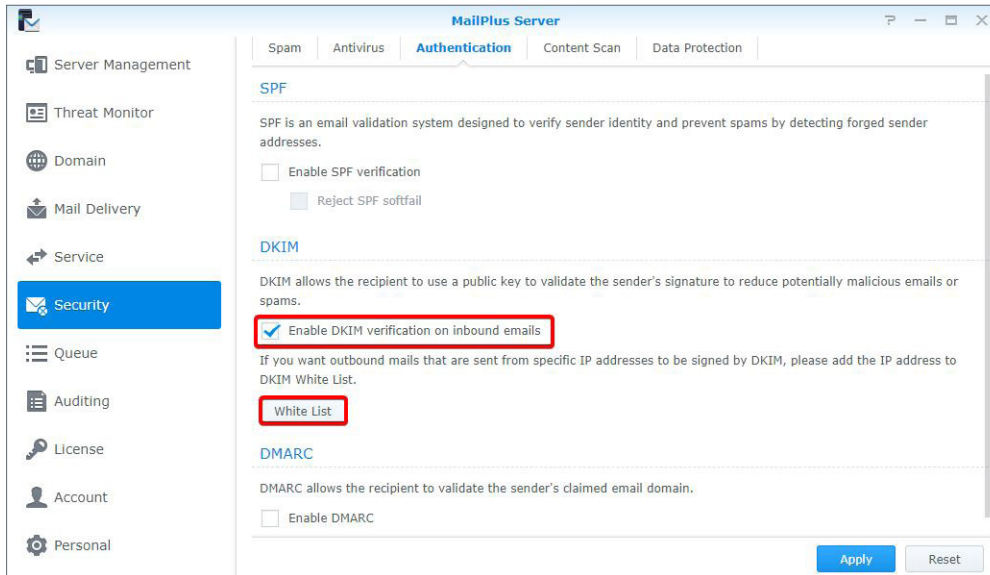 MailPlus Server
Server Management
Threat Monitor
Domain
Mail Delivery
Service
Security
Queue
Auditing
License
Account
Personal
Spam
Antivirus
Authentication
Content Scan
Data Protection
SPF
SPF is an email validation system designed to verify sender identity and prevent spams by detecting forged sender
addresses.
Enable SPF verification
Reject SPF softfail
DKIM
DKIM allows the recipient to use a public key to validate the sender's signature to reduce potentially malicious emails or
spams.
Enable DKIM verification on inbound emails
If you want outbound mails that are sent from specific IP addresses to be signed by DKIM, please add the IP address to
DKIM White List.
White List
DMARC
DMARC allows the recipient to validate the sender's claimed email domain.
Enable DMARC
Apply
Reset